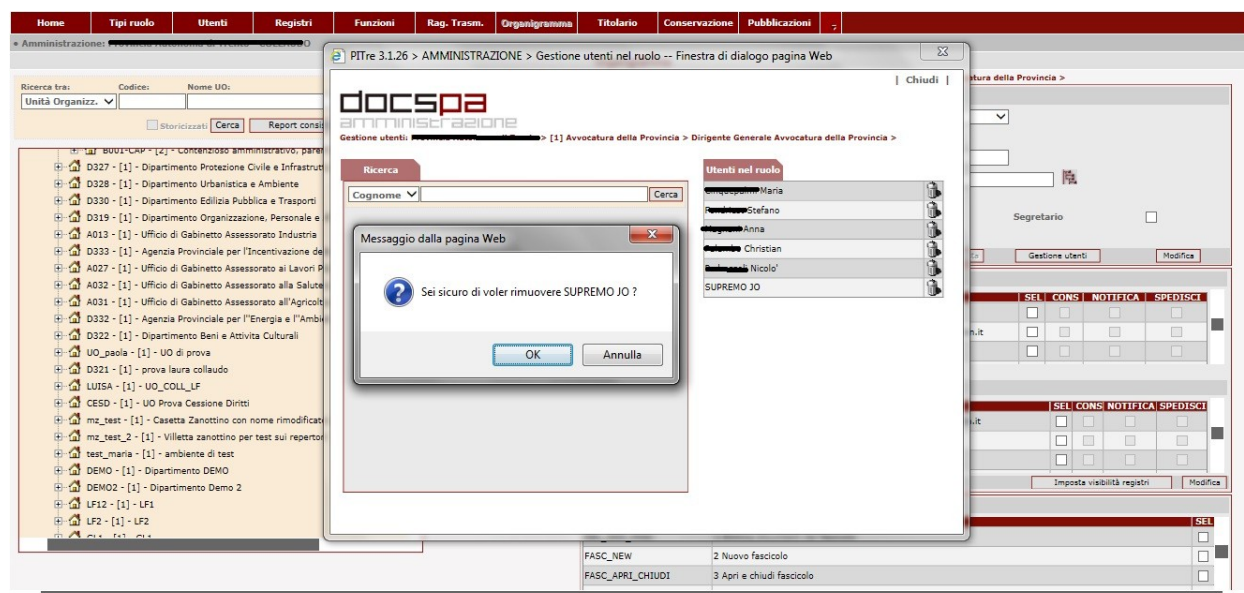 Home Tipi ruolo Utenti Registri Funzioni Rag. Trasm. Organigramma Titolario Conservazione Pubblicazioni
• Amministrazione:
PITre 3.1.26 > AMMINISTRAZIONE > Gestione utenti nel ruolo -- Finestra di dialogo pagina Web
| Chiudi |
docspa
amministrazione
Gestione utenti: > [1] Avvocatura della Provincia > Dirigente Generale Avvocatura della Provincia >
della Provincia >
Ricerca tra: Codice: Nome UO:
Unità Organizz.
Storicizzati Cerca Report consis
B001-CAP - [2] - Contenzioso amministrativo, parer
D327 - [1] - Dipartimento Protezione Civile e Infrastrutt
D328 - [1] - Dipartimento Urbanistica e Ambiente
D330 - [1] - Dipartimento Edilizia Pubblica e Trasporti
D319 - [1] - Dipartimento Organizzazione, Personale e
A013 - [1] - Ufficio di Gabinetto Assessorato Industria
D333 - [1] - Agenzia Provinciale per l'Incentivazione de
A027 - [1] - Ufficio di Gabinetto Assessorato ai Lavori P
A032 - [1] - Ufficio di Gabinetto Assessorato alla Salute
A031 - [1] - Ufficio di Gabinetto Assessorato all'Agricolt
D332 - [1] - Agenzia Provinciale per l''Energia e l''Ambi
D322 - [1] - Dipartimento Beni e Attivita Culturali
UO_paola - [1] - UO di prova
D321 - [1] - prova laura collaudo
LUISA - [1] - UO_COLL_LF
CESD - [1] - UO Prova Cessione Diritti
mz_test - [1] - Casetta Zanottino con nome rimodificato
mz_test_2 - [1] - Villetta zanottino per test sui repertor
test_maria - [1] - ambiente di test
DEMO - [1] - Dipartimento DEMO
DEMO2 - [1] - Dipartimento Demo 2
LF12 - [1] - LF1
LF2 - [1] - LF2
Ricerca
Cognome Cerca
Messaggio dalla pagina Web
Sei sicuro di voler rimuovere SUPREMO JO ?
OK Annulla
Utenti nel ruolo
Maria
Stefano
Anna
Christian
Nicolo'
SUPREMO JO
Segretario
Gestione utenti Modifica
SEL CONS NOTIFICA SPEDISCI
n.it
SEL CONS NOTIFICA SPEDISCI
.it
Imposta visibilità registri Modifica
SEL
FASC_NEW 2 Nuovo fascicolo
FASC_APRI_CHIUDI 3 Apri e chiudi fascicolo